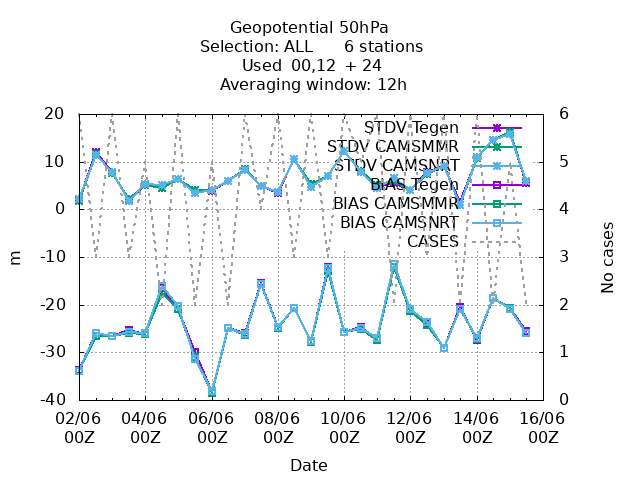 Geopotential 50hPa
Selection: ALL 6 stations
Used 00,12 + 24
Averaging window: 12h
20
10
0
-10
-20
-30
-40
m
6
5
4
3
2
1
0
No cases
STDV Tegen
STDV CAMSMMR
STDV CAMSNRT
BIAS Tegen
BIAS CAMSMMR
BIAS CAMSNRT
CASES
02/06 04/06 06/06 08/06 10/06 12/06 14/06 16/06
00Z 00Z 00Z 00Z 00Z 00Z 00Z 00Z
Date